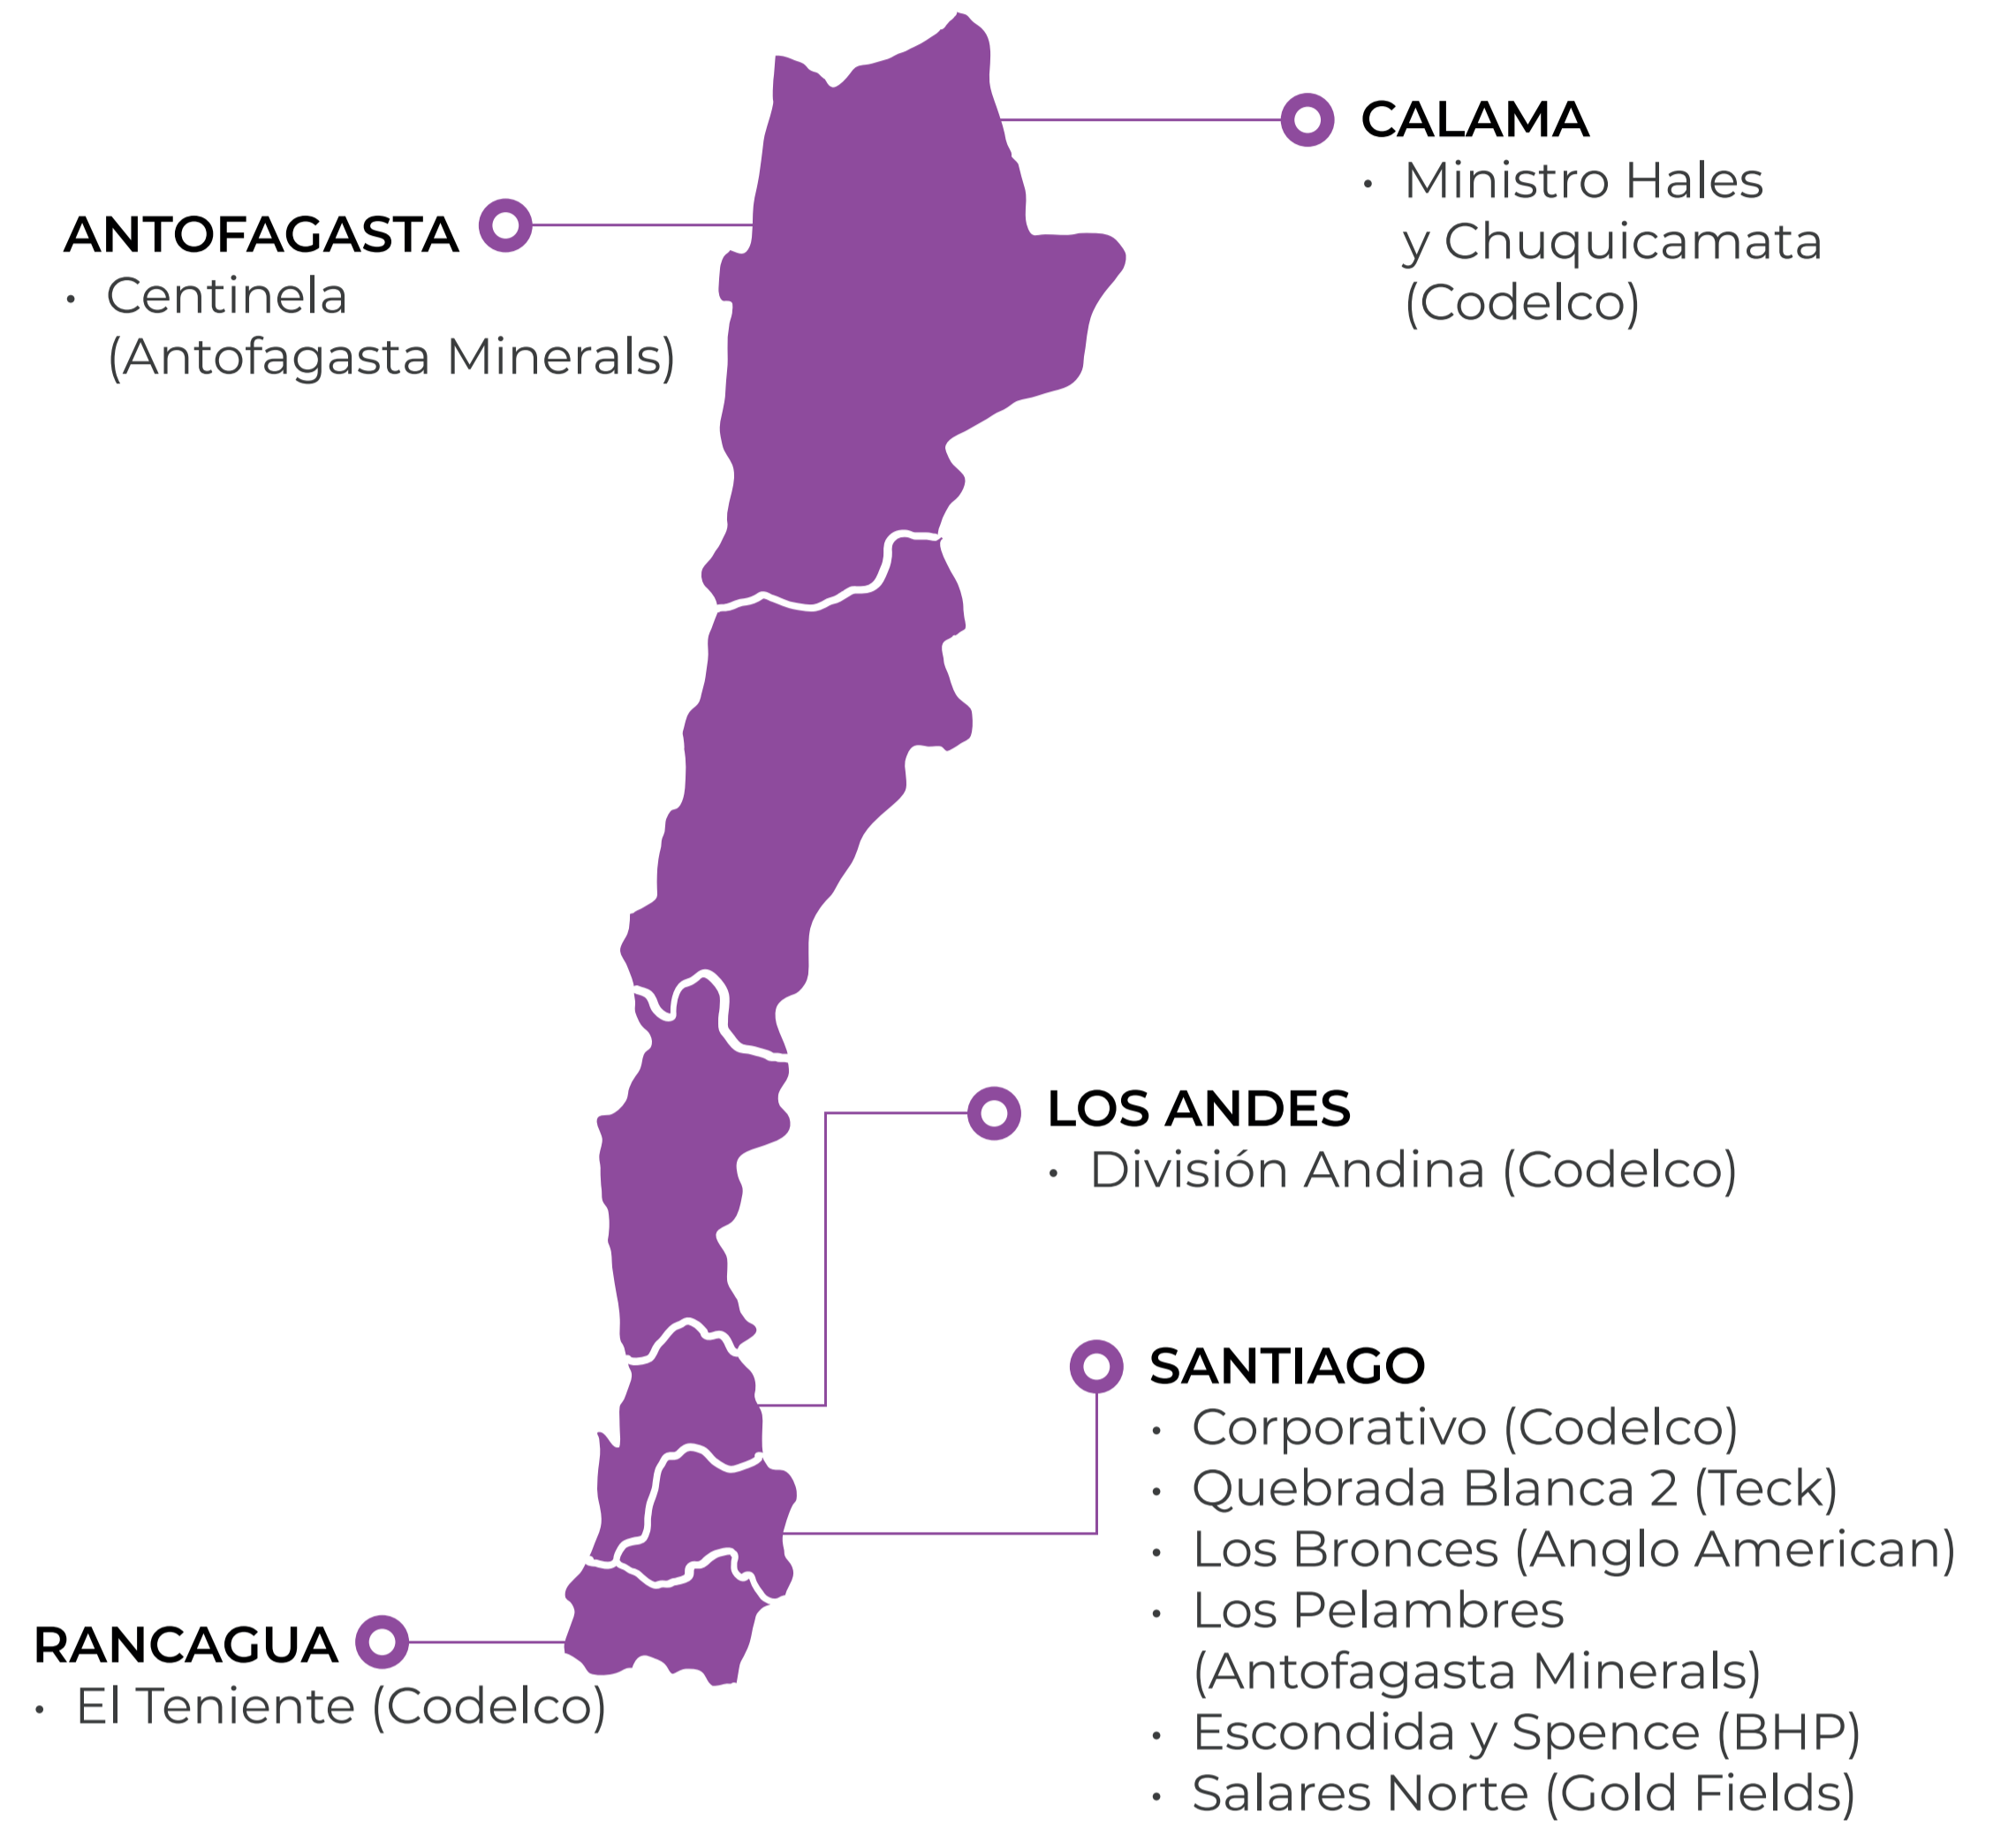 CALAMA
• Ministro Hales
y Chuquicamata
(Codelco)
ANTOFAGASTA
• Centinela
(Antofagasta Minerals)
LOS ANDES
• División Andina (Codelco)
SANTIAGO
• Corporativo (Codelco)
• Quebrada Blanca 2 (Teck)
• Los Bronces (Anglo American)
• Los Pelambres
(Antofagasta Minerals)
• Escondida y Spence (BHP)
• Salares Norte (Gold Fields)
RANCAGUA
• El Teniente (Codelco)